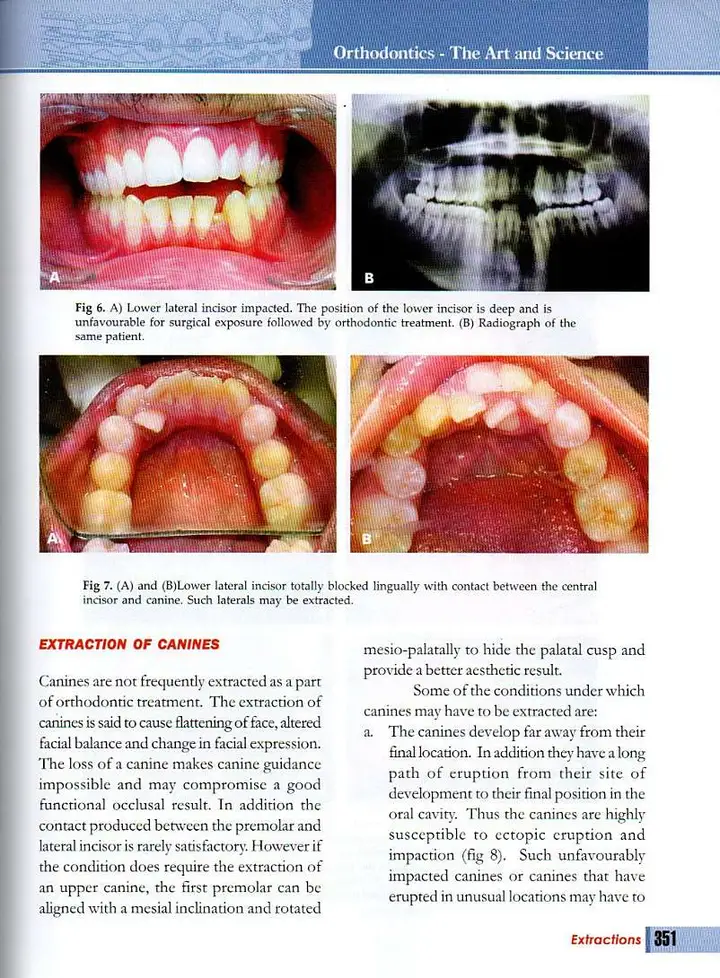 Orthodontics - The Art and Science
A
B
Fig 6. A) Lower lateral incisor impacted. The position of the lower incisor is deep and is
unfavourable for surgical exposure followed by orthodontic treatment. (B) Radiograph of the
same patient.
A
B
Fig 7. (A) and (B)Lower lateral incisor totally blocked lingually with contact between the central
incisor and canine. Such laterals may be extracted.
EXTRACTION OF CANINES
Canines are not frequently extracted as a part
of orthodontic treatment. The extraction of
canines is said to cause flattening of face, altered
facial balance and change in facial expression.
The loss of a canine makes canine guidance
impossible and may compromise a good
functional occlusal result. In addition the
contact produced between the premolar and
lateral incisor is rarely satisfactory. However if
the condition does require the extraction of
an upper canine, the first premolar can be
aligned with a mesial inclination and rotated
mesio-palatally to hide the palatal cusp and
provide a better aesthetic result.
Some of the conditions under which
canines may have to be extracted are:
a. The canines develop far away from their
final location. In addition they have a long
path of eruption from their site of
development to their final position in the
oral cavity. Thus the canines are highly
susceptible to ectopic eruption and
impaction (fig 8). Such unfavourably
impacted canines or canines that have
erupted in unusual locations may have to
Extractions 351